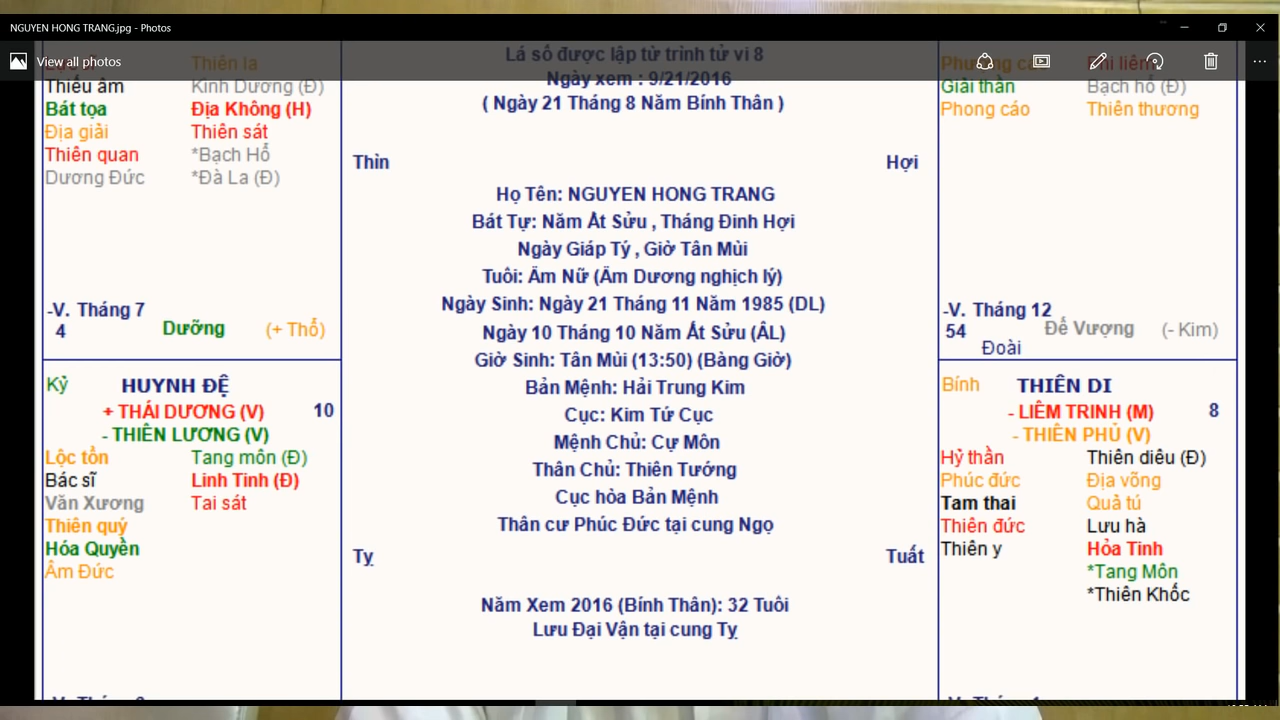 NGUYEN HONG TRANG.jpg - Photos
View all photos
Thiên la
Thiếu âm
Kình Dương (Đ)
Bát tọa
Địa Không (H)
Địa giải
Thiên sát
Thiên quan
*Bạch Hổ
Dương Đức
*Đà La (Đ)
-V. Tháng 7
4
Dưỡng
(+ Thổ)
Lá số được lập từ trình tử vi 8
Ngày xem : 9/21/2016
( Ngày 21 Tháng 8 Năm Bính Thân )
Thìn
Hợi
Họ Tên: NGUYEN HONG TRANG
Bát Tự: Năm Ất Sửu , Tháng Đinh Hợi
Ngày Giáp Tý , Giờ Tân Mùi
Tuổi: Âm Nữ (Âm Dương nghịch lý)
Ngày Sinh: Ngày 21 Tháng 11 Năm 1985 (DL)
Ngày 10 Tháng 10 Năm Ất Sửu (ÂL)
Giờ Sinh: Tân Mùi (13:50) (Bàng Giờ)
Bản Mệnh: Hải Trung Kim
Cục: Kim Tứ Cục
Mệnh Chủ: Cự Môn
Thân Chủ: Thiên Tướng
Cục hòa Bản Mệnh
Thân cư Phúc Đức tại cung Ngọ
Tỵ
Tuất
Năm Xem 2016 (Bính Thân): 32 Tuổi
Lưu Đại Vận tại cung Tỵ
Phi liêm
Giải thần
Bạch hổ (Đ)
Phong cáo
Thiên thương
-V. Tháng 12
54
Đế Vượng
(- Kim)
Đoài
Kỷ
HUYNH ĐỆ
+ THÁI DƯƠNG (V)
10
- THIÊN LƯƠNG (V)
Lộc tồn
Tang môn (Đ)
Bác sĩ
Linh Tinh (Đ)
Văn Xương
Tai sát
Thiên quý
Hóa Quyền
Âm Đức
Bính
THIÊN DI
- LIÊM TRINH (M)
8
- THIÊN PHỦ (V)
Hỷ thần
Thiên diêu (Đ)
Phúc đức
Địa võng
Tam thai
Quả tú
Thiên đức
Lưu hà
Thiên y
Hỏa Tinh
*Tang Môn
*Thiên Khốc